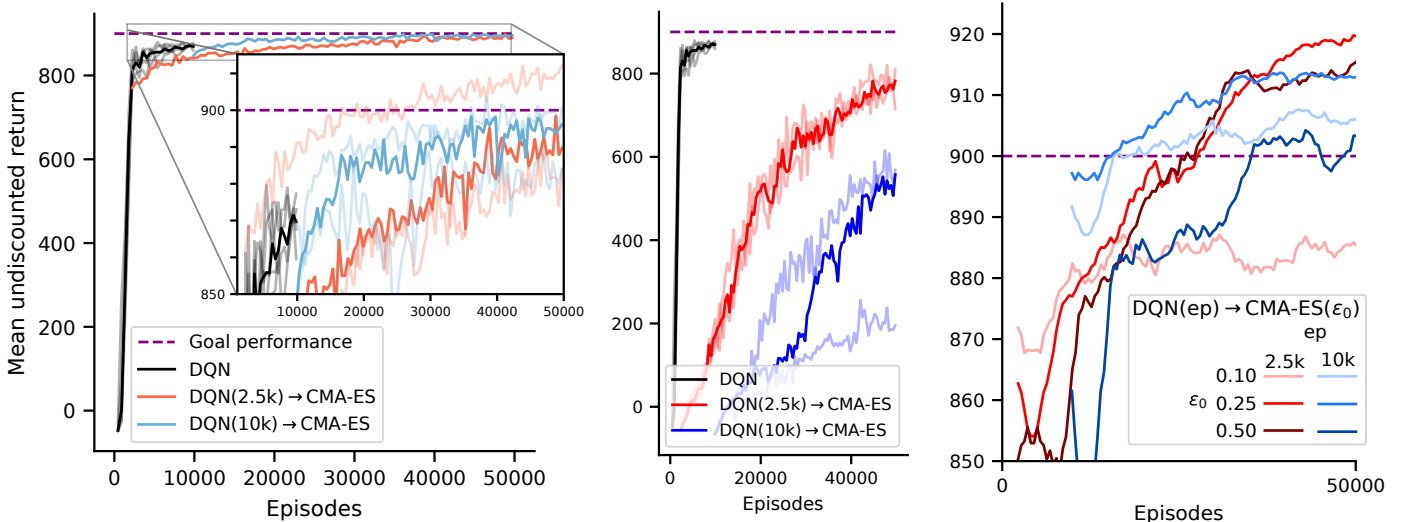 Mean undiscounted return
800
600
400
200
0
900
850
10000 20000 30000 40000 50000
Goal performance
DQN
DQN(2.5k) → CMA-ES
DQN(10k) → CMA-ES
0 10000 20000 30000 40000 50000
Episodes
800
600
400
200
0
DQN
DQN(2.5k) → CMA-ES
DQN(10k) → CMA-ES
0 20000 40000
Episodes
920
910
900
890
880
870
860
850
DQN(ep) → CMA-ES(ε₀)
ep
2.5k 10k
0.10
ε₀ 0.25
0.50
0 50000
Episodes